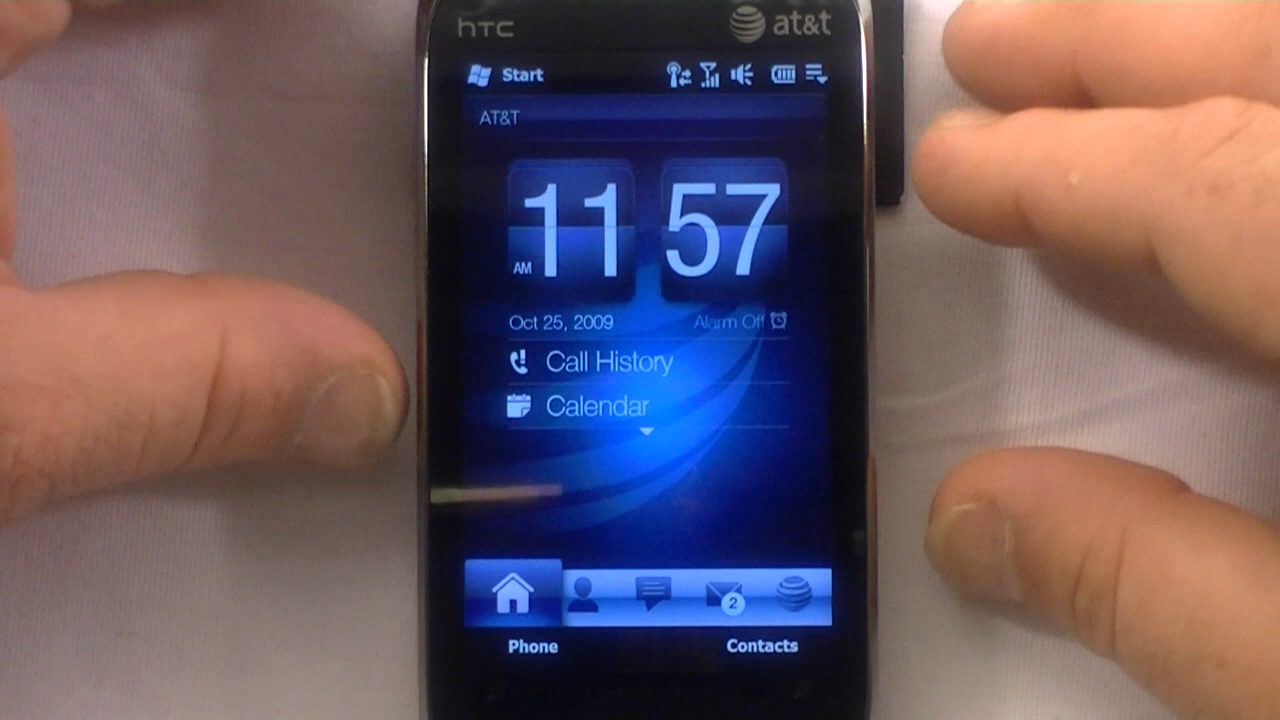 hTC at&t
Start
AT&T
AM 11 57
Oct 25, 2009 Alarm Off
Call History
Calendar
2
Phone Contacts